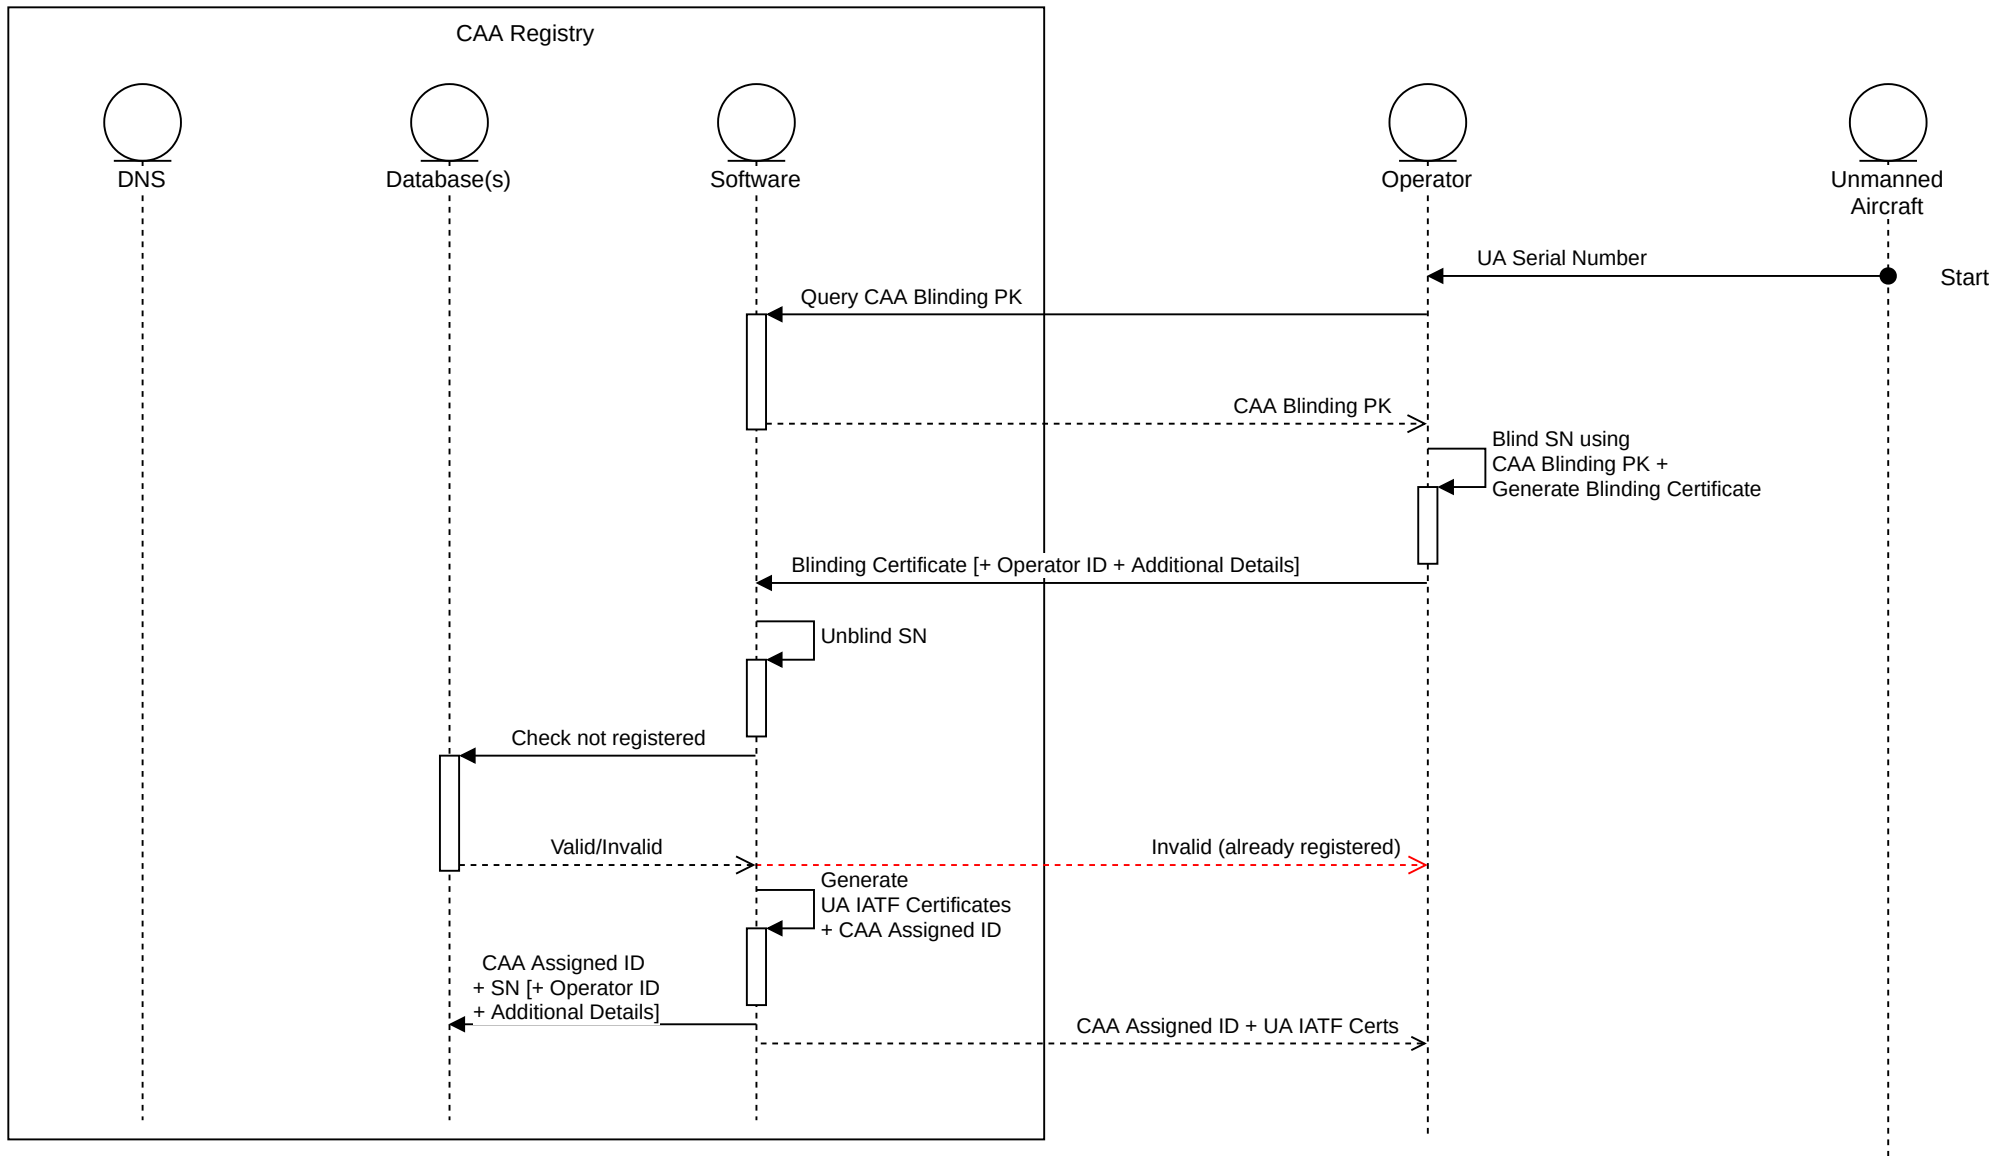 CAA Registry
DNS
Database(s)
Software
Operator
Unmanned
Aircraft
UA Serial Number
Start
Query CAA Blinding PK
CAA Blinding PK
Blind SN using
CAA Blinding PK +
Generate Blinding Certificate
Blinding Certificate [+ Operator ID + Additional Details]
Unblind SN
Check not registered
Valid/Invalid
Invalid (already registered)
Generate
UA IATF Certificates
+ CAA Assigned ID
CAA Assigned ID
+ SN [+ Operator ID
+ Additional Details]
CAA Assigned ID + UA IATF Certs